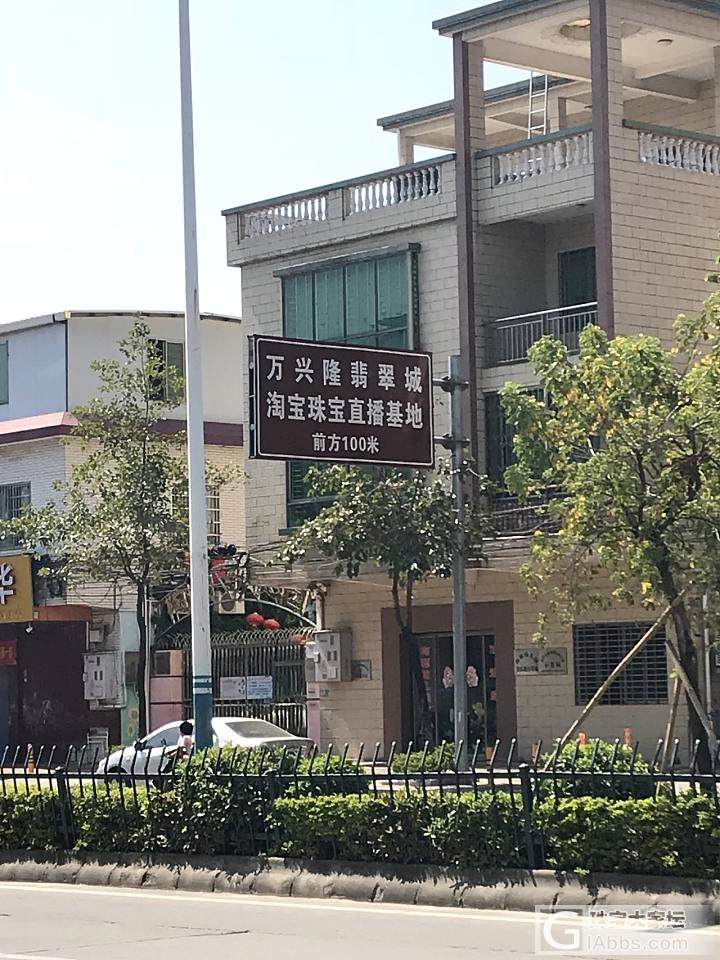 万兴隆翡翠城
淘宝珠宝直播基地
前方100米
华
珠宝大家坛
GIAbbs.com